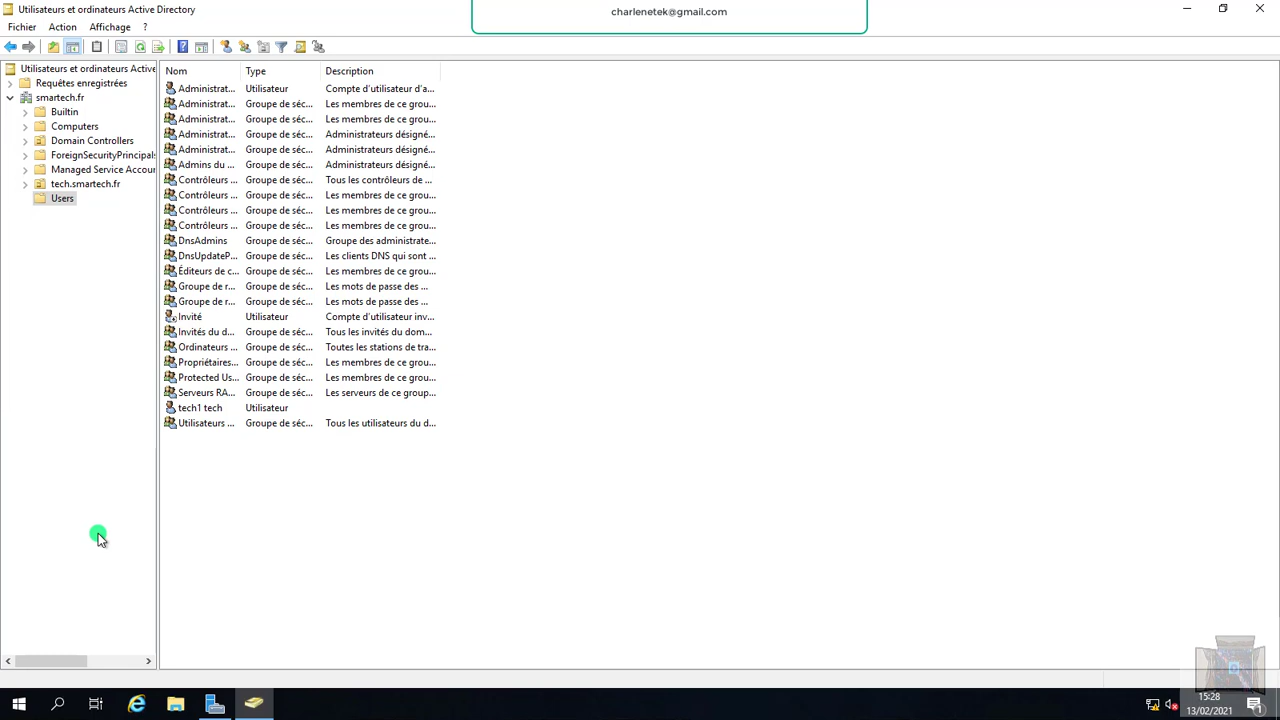 Utilisateurs et ordinateurs Active Directory
charlenetek@gmail.com
Fichier Action Affichage ?
Utilisateurs et ordinateurs Active
Requêtes enregistrées
smartech.fr
Builtin
Computers
Domain Controllers
ForeignSecurityPrincipals
Managed Service Accour
tech.smartech.fr
Users
Nom Type Description
Administrat... Utilisateur Compte d'utilisateur d'a...
Administrat... Groupe de séc... Les membres de ce grou...
Administrat... Groupe de séc... Les membres de ce grou...
Administrat... Groupe de séc... Administrateurs désigné...
Administrat... Groupe de séc... Administrateurs désigné...
Admins du ... Groupe de séc... Administrateurs désigné...
Contrôleurs ... Groupe de séc... Tous les contrôleurs de ...
Contrôleurs ... Groupe de séc... Les membres de ce grou...
Contrôleurs ... Groupe de séc... Les membres de ce grou...
Contrôleurs ... Groupe de séc... Les membres de ce grou...
DnsAdmins Groupe de séc... Groupe des administrate...
DnsUpdateP... Groupe de séc... Les clients DNS qui sont ...
Éditeurs de c... Groupe de séc... Les membres de ce grou...
Groupe de r... Groupe de séc... Les mots de passe des ...
Groupe de r... Groupe de séc... Les mots de passe des ...
Invité Utilisateur Compte d'utilisateur inv...
Invités du d... Groupe de séc... Tous les invités du dom...
Ordinateurs ... Groupe de séc... Toutes les stations de tra...
Propriétaires... Groupe de séc... Les membres de ce grou...
Protected Us... Groupe de séc... Les membres de ce grou...
Serveurs RA... Groupe de séc... Les serveurs de ce group...
tech1 tech Utilisateur
Utilisateurs ... Groupe de séc... Tous les utilisateurs du d...
15:28
13/02/2021